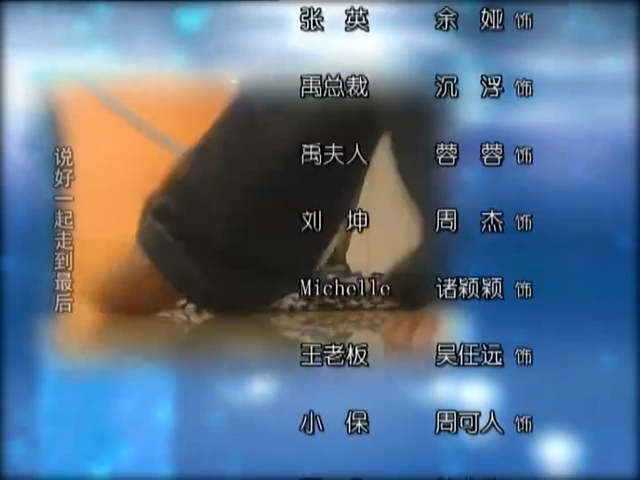 张 英 余 娅 饰
禹总裁 沉 浮 饰
禹夫人 蓉 蓉 饰
刘 坤 周 杰 饰
Michelle 诸颖颖 饰
王老板 吴任远 饰
小 保 周可人 饰
说好一起走到最后